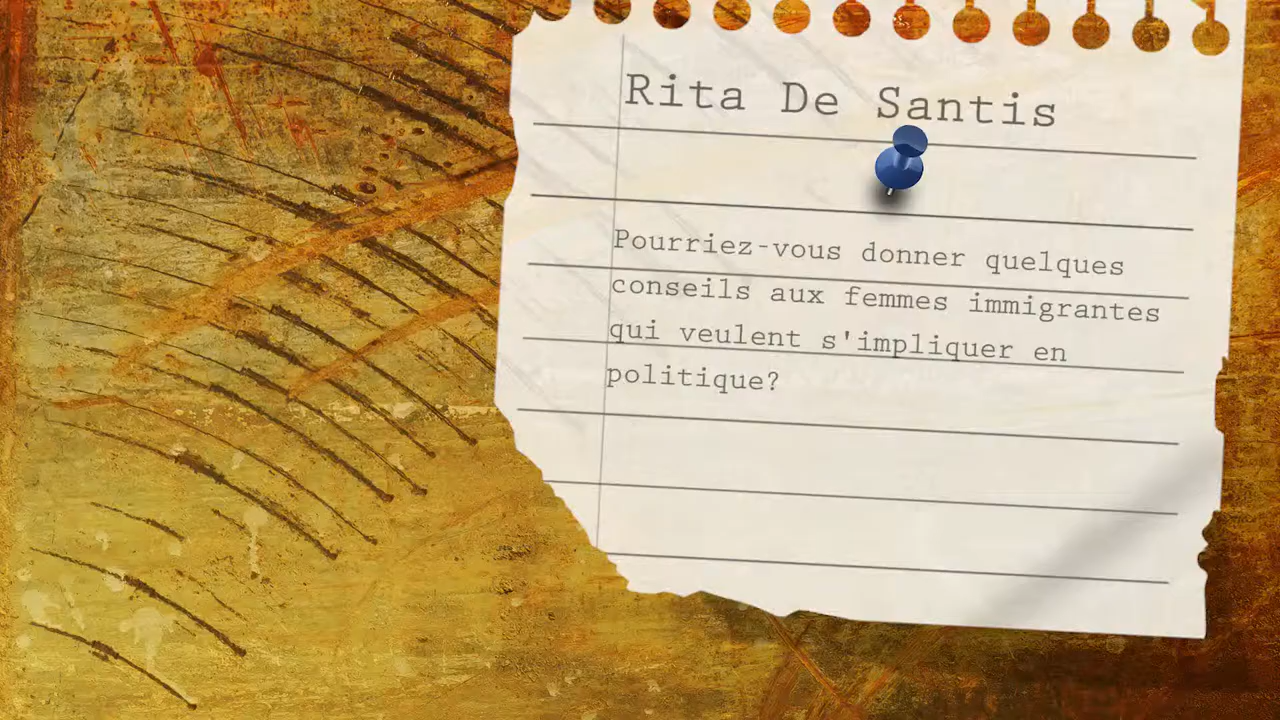 Rita De Santis
Pourriez-vous donner quelques
conseils aux femmes immigrantes
qui veulent s'impliquer en
politique?